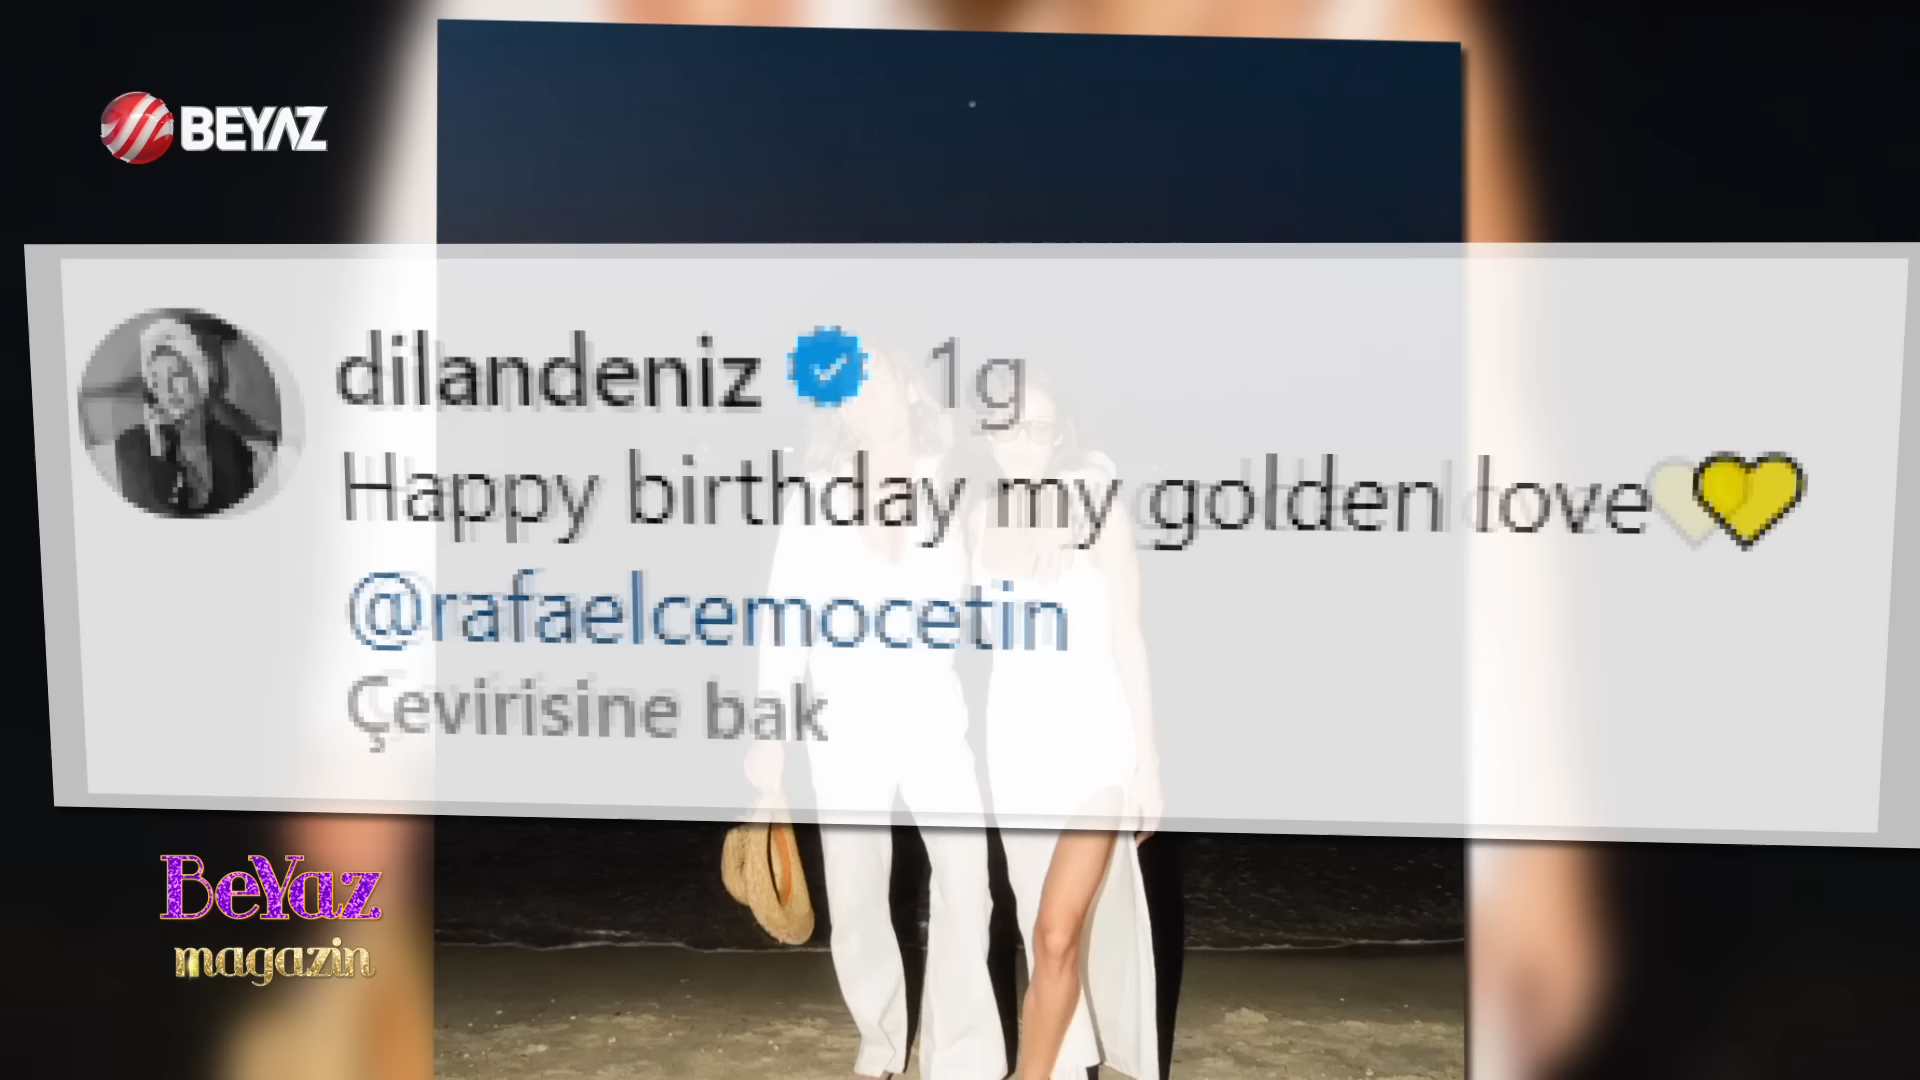 BEYAZ
dilandeniz 1g
Happy birthday my golden love💛
@rafaelcemocetin
Çevirisine bak
BeYaz
magazin